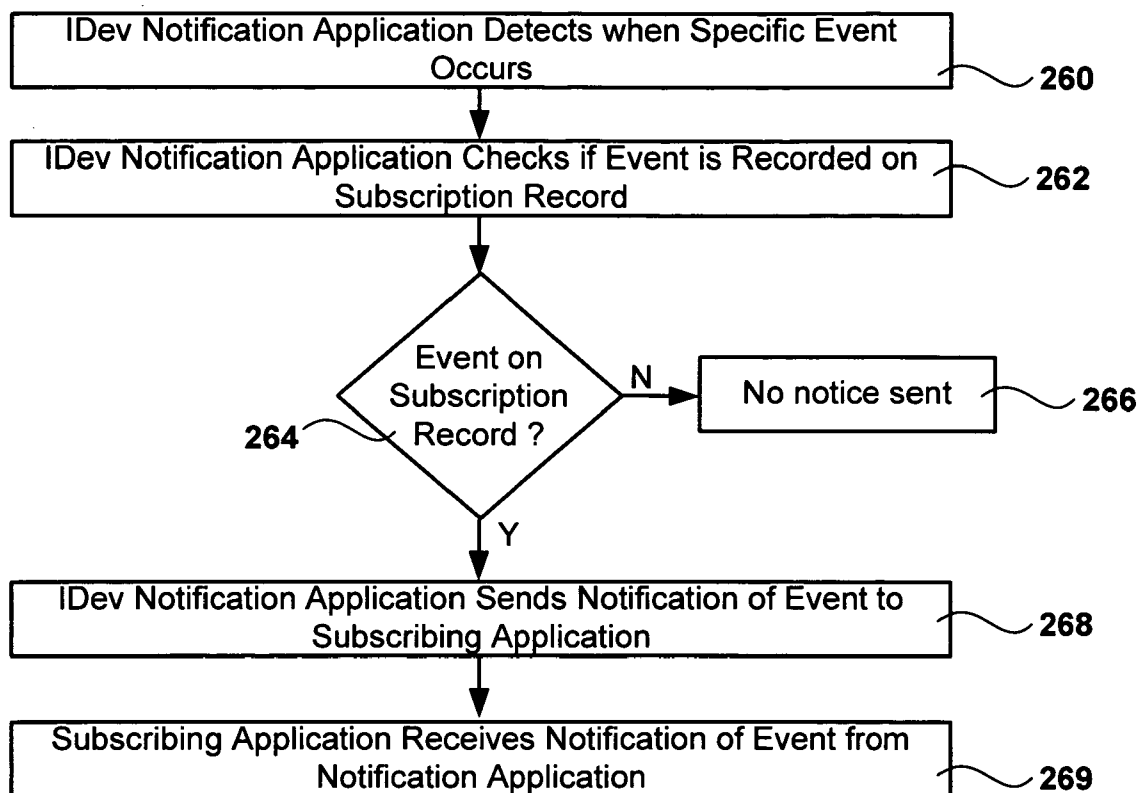 IDev Notification Application Detects when Specific Event
Occurs
260
IDev Notification Application Checks if Event is Recorded on
Subscription Record
262
Event on
Subscription
Record ?
264
N
No notice sent
266
Y
IDev Notification Application Sends Notification of Event to
Subscribing Application
268
Subscribing Application Receives Notification of Event from
Notification Application
269